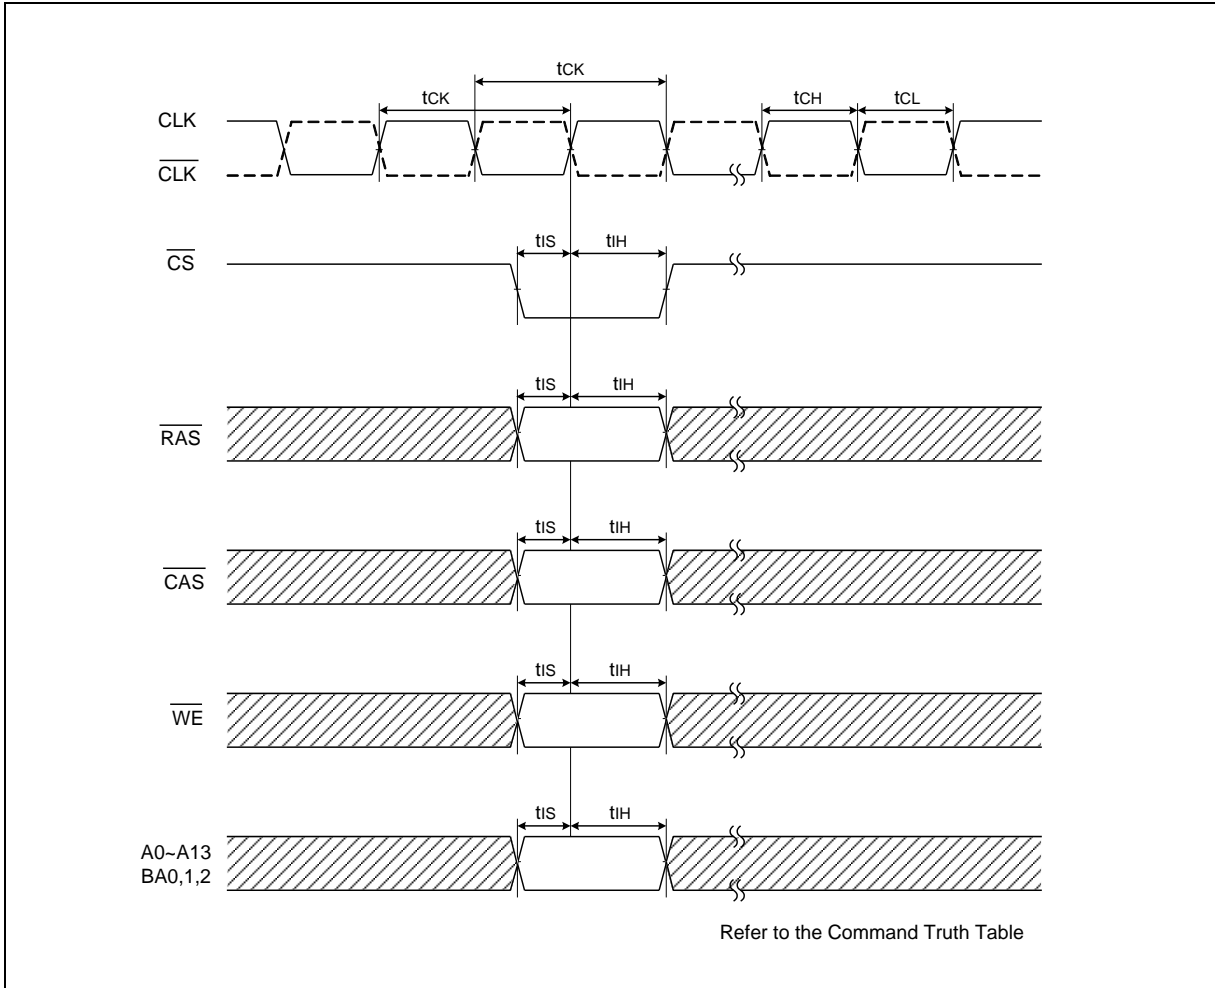 tCK
tCK tCH tCL
CLK
CLK
tIS tIH
CS
tIS tIH
RAS
tIS tIH
CAS
tIS tIH
WE
tIS tIH
A0~A13
BA0,1,2
Refer to the Command Truth Table